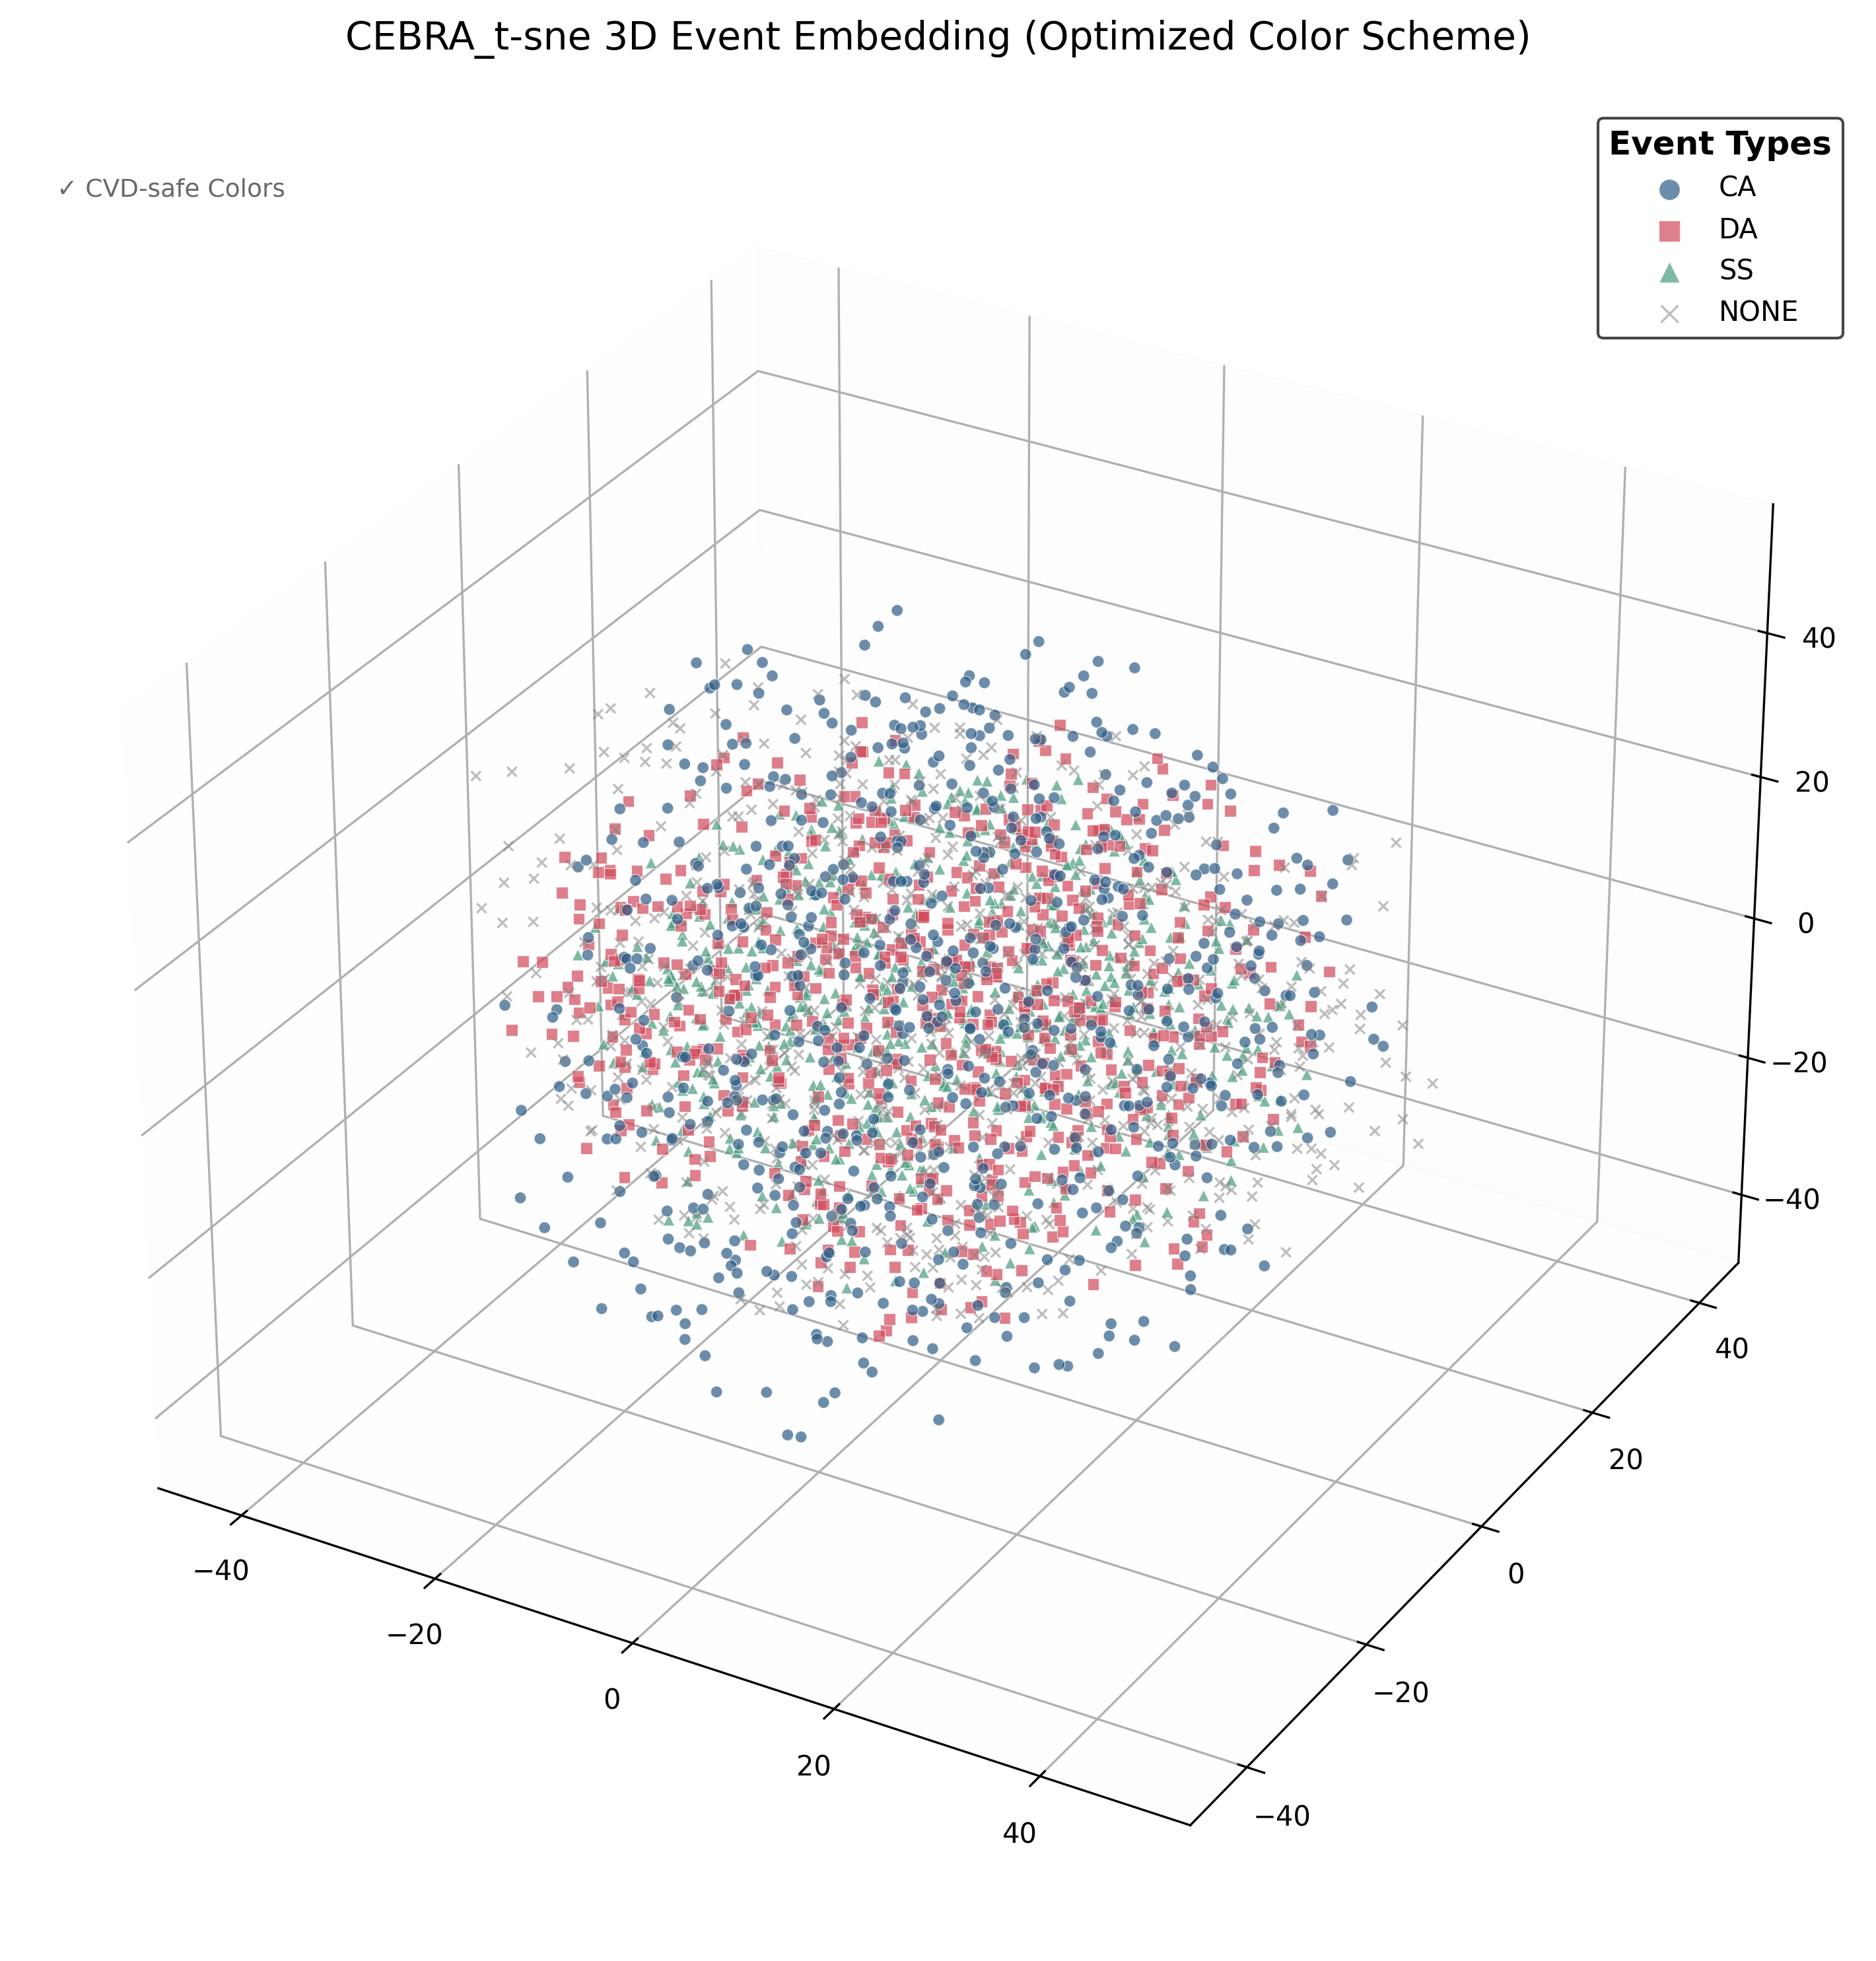 CEBRA_t-sne 3D Event Embedding (Optimized Color Scheme)
Event Types
CA
DA
SS
NONE
✓ CVD-safe Colors
40
20
0
−20
−40
40
20
0
−20
−40
−40
−20
0
20
40